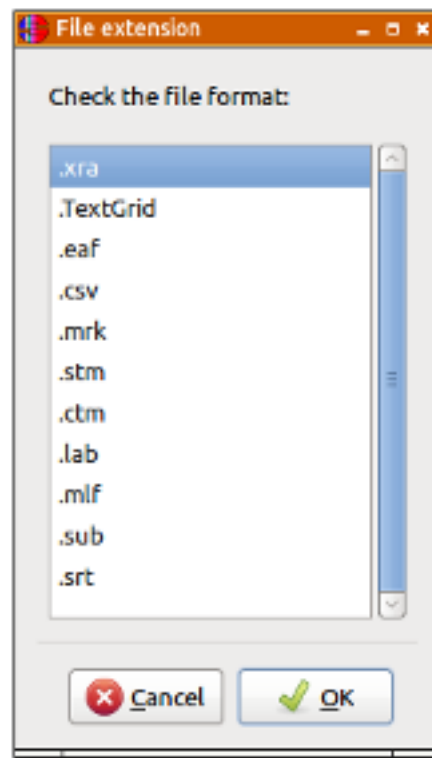 File extension
Check the file format:
.xra
.TextGrid
.eaf
.csv
.mrk
.stm
.ctm
.lab
.mlf
.sub
.srt
Cancel
OK